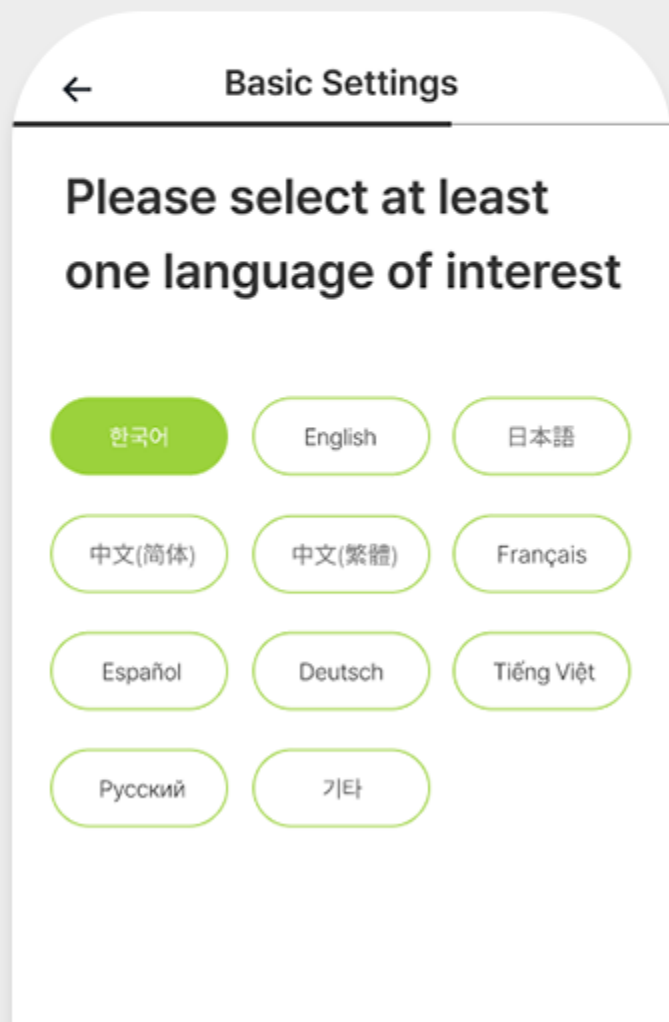 Basic Settings
Please select at least
one language of interest
한국어 English 日本語
中文(简体) 中文(繁體) Français
Español Deutsch Tiếng Việt
Русский 기타